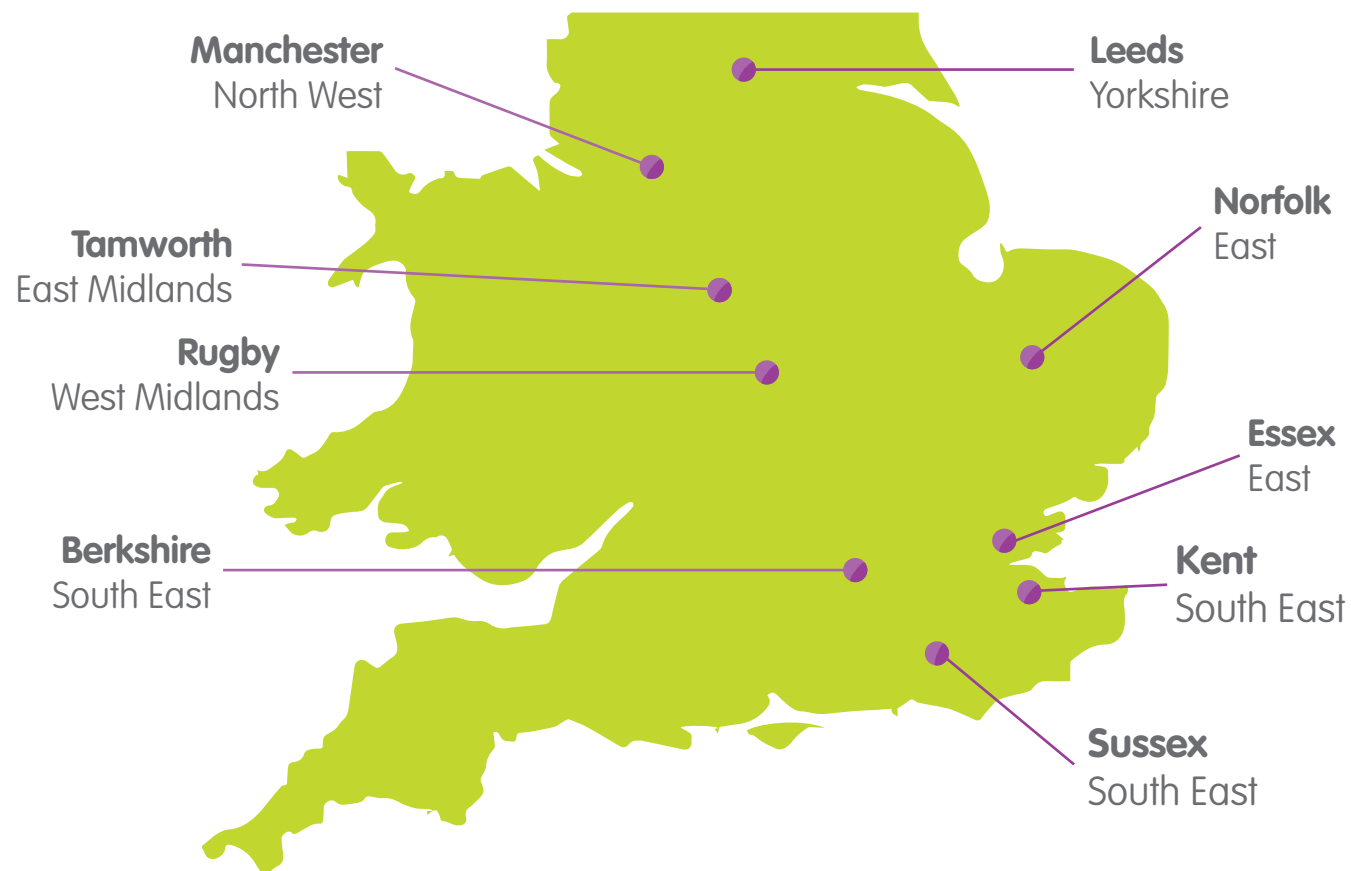 Manchester
North West
Leeds
Yorkshire
Norfolk
East
Tamworth
East Midlands
Rugby
West Midlands
Essex
East
Berkshire
South East
Kent
South East
Sussex
South East